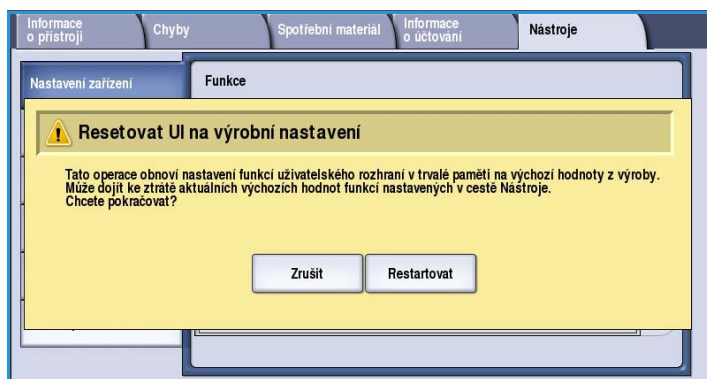 Informace
o přístroji
Chyby
Spotřební materiál
Informace
o účtování
Nástroje
Nastavení zařízení
Funkce
Resetovat UI na výrobní nastavení
Tato operace obnoví nastavení funkcí uživatelského rozhraní v trvalé paměti na výchozí hodnoty z výroby.
Může dojít ke ztrátě aktuálních výchozích hodnot funkcí nastavených v cestě Nástroje.
Chcete pokračovat?
Zrušit
Restartovat